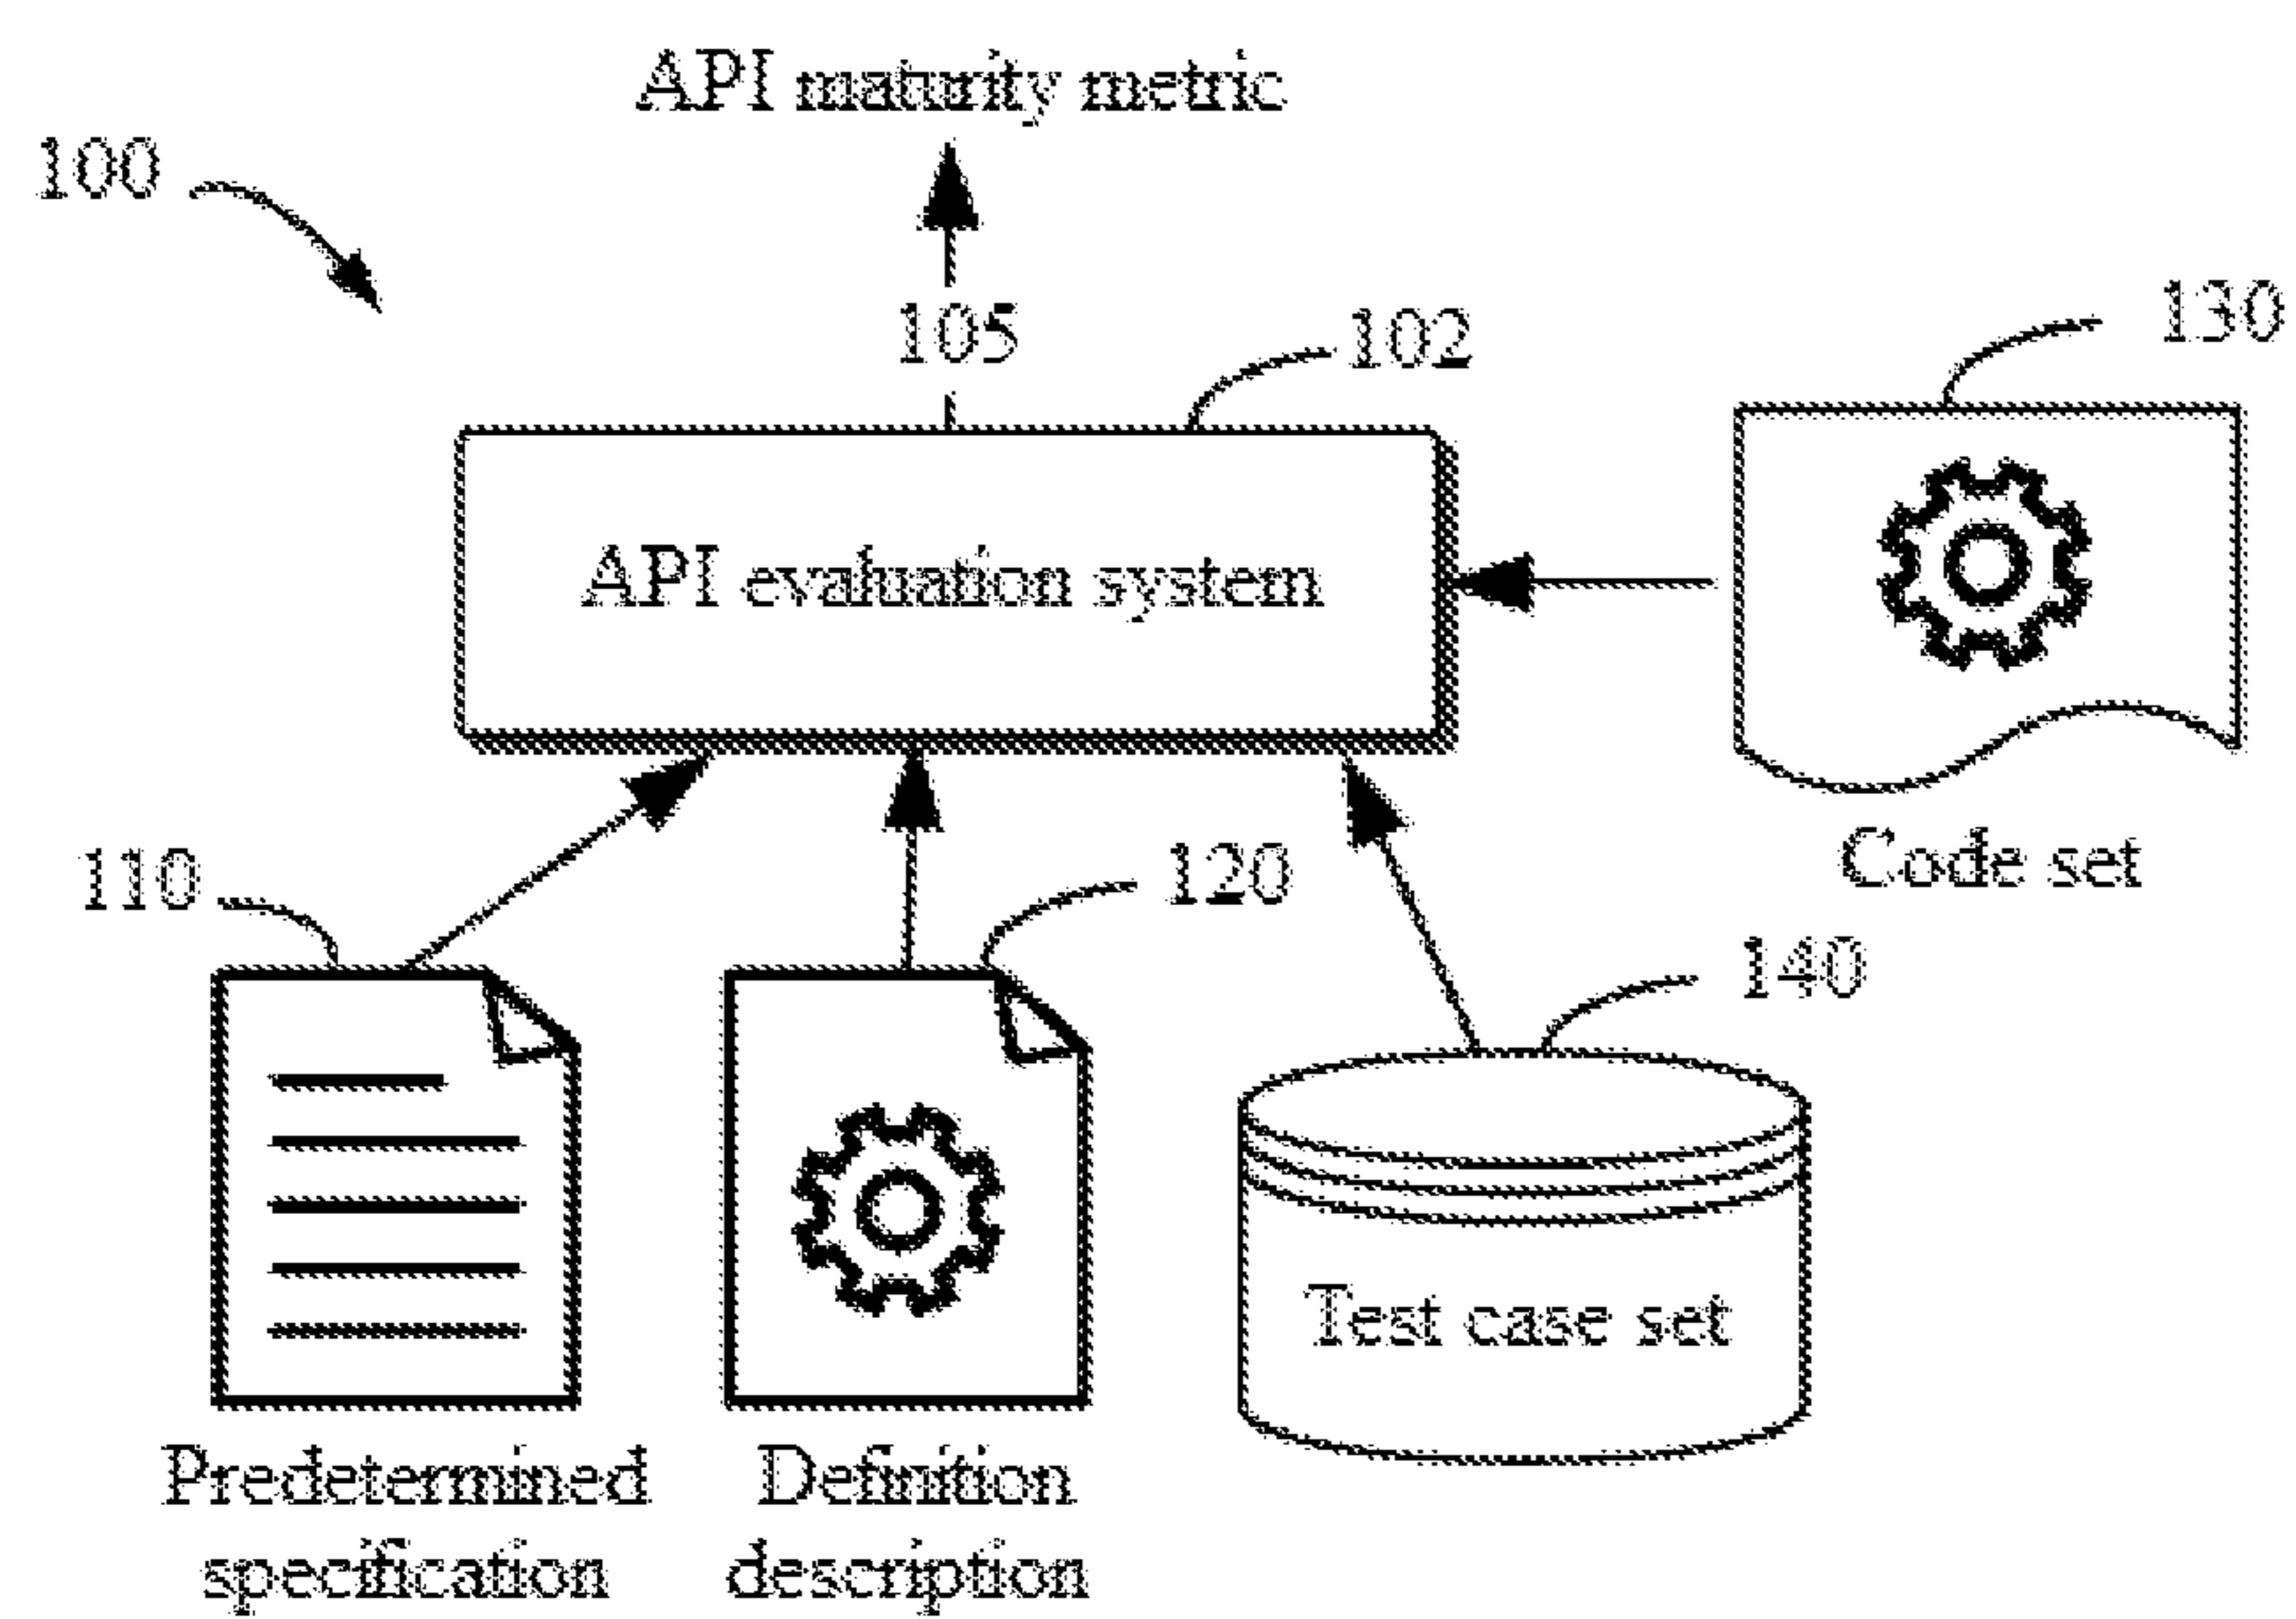 API maturity metric
100
105
102
130
API evaluation system
Code set
110
120
140
Test case set
Predetermined
specification
Definition
description